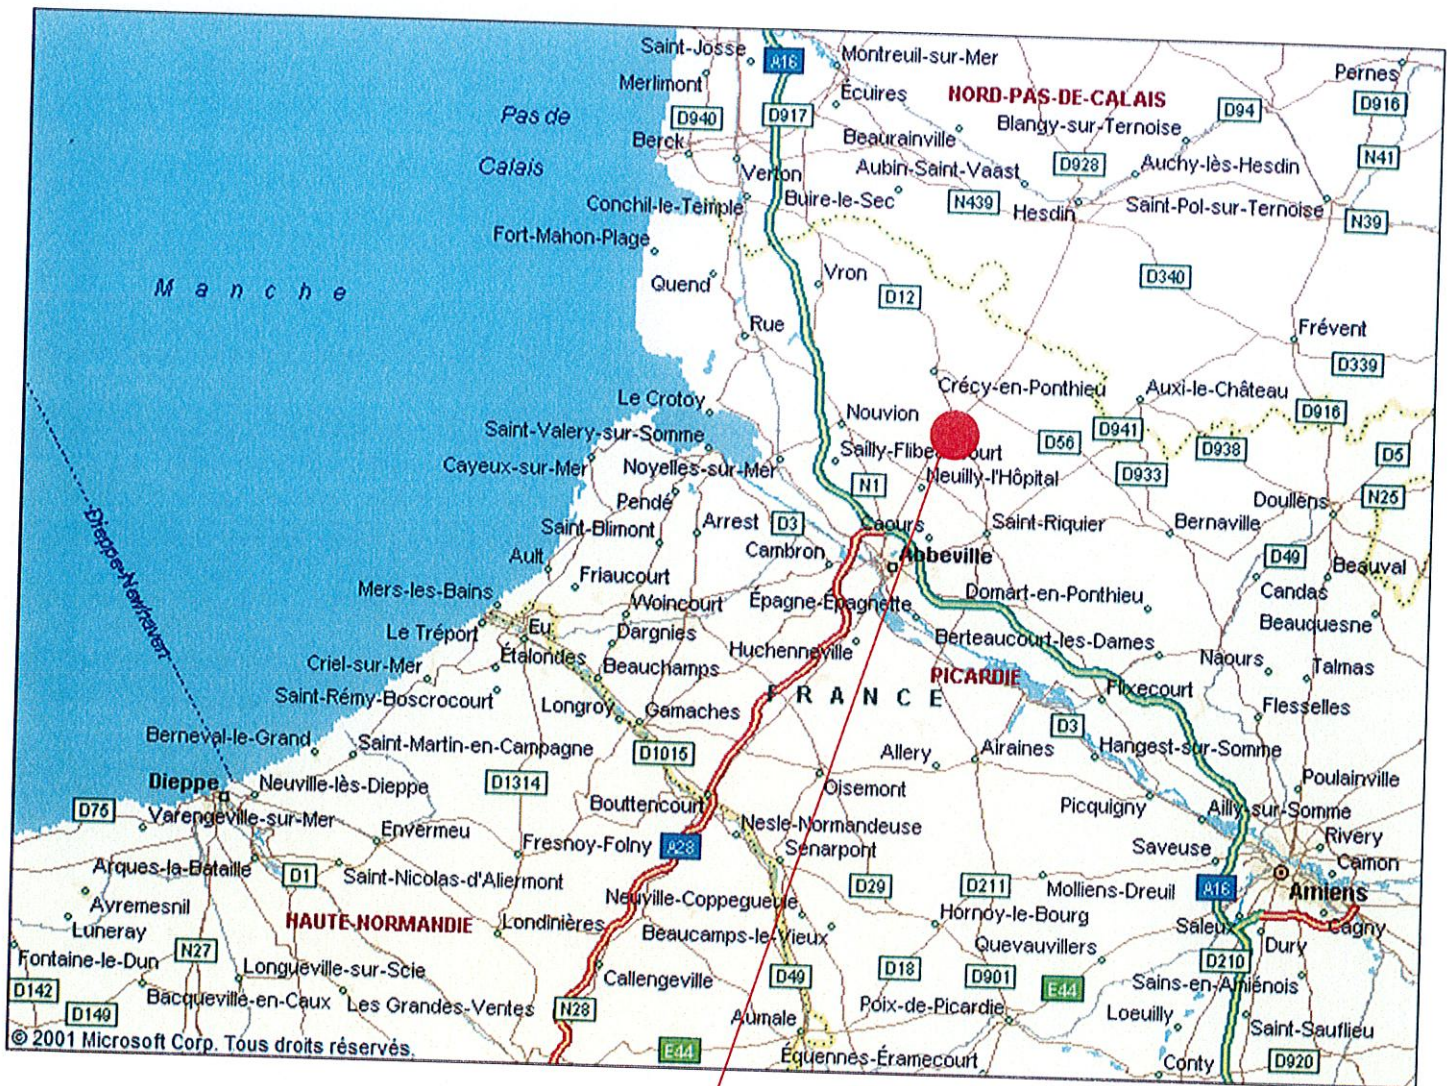 Saint-Josse
A16
Montreuil-sur-Mer
Pernes
Merlimont
Écuires
NORD-PAS-DE-CALAIS
D94
D916
Pas de
D940
D917
Beaurainville
Blangy-sur-Ternoise
Berck
N41
Calais
Verton
Aubin-Saint-Vaast
D928
Auchy-lès-Hesdin
Conchil-le-Temple
Buire-le-Sec
N439
Hesdin
Saint-Pol-sur-Ternoise
N39
Fort-Mahon-Plage
Quend
Vron
D12
D340
Manche
Rue
Frévent
D339
Crécy-en-Ponthieu
Auxi-le-Château
Le Crotoy
Nouvion
D916
Saint-Valery-sur-Somme
D56
D941
D938
D5
Cayeux-sur-Mer
Noyelles-sur-Mer
Neuilly-l'Hôpital
D933
Pendé
N1
Doullens
N25
Saint-Blimont
Arrest
D3
Caours
Saint-Riquier
Bernaville
Ault
Cambron
Abbeville
D49
Beauval
Friaucourt
Candas
Mers-les-Bains
Woincourt
Épagne-Épagnette
Domart-en-Ponthieu
Beauquesne
Le Tréport
Eu
Dargnies
Huchenneville
Berteaucourt-les-Dames
Criel-sur-Mer
Étalondes
Beauchamps
PICARDIE
Naours
Talmas
Saint-Rémy-Boscrocourt
Longroy
Gamaches
FRANCE
Flixecourt
Flesselles
Dieppe-Newhaven
Berneval-le-Grand
Saint-Martin-en-Campagne
D1015
Allery
Airaines
D3
Hangest-sur-Somme
Dieppe
Neuville-lès-Dieppe
D1314
Bouttencourt
Oisemont
Poulainville
D75
Varengeville-sur-Mer
Envermeu
Fresnoy-Folny
A28
Nesle-Normandeuse
Picquigny
Ailly-sur-Somme
Rivery
Arques-la-Bataille
D1
Saint-Nicolas-d'Aliermont
Senarpont
Saveuse
Camon
Avremesnil
HAUTE-NORMANDIE
Londinières
Neuville-Coppegueule
D29
D211
Molliens-Dreuil
A16
Amiens
Luneray
N27
Beaucamps-le-Vieux
Hornoy-le-Bourg
Saleux
Cagny
Fontaine-le-Dun
Longueville-sur-Scie
Callengeville
D49
D18
Quevauvillers
D901
Dury
D210
D142
Bacqueville-en-Caux
Les Grandes-Ventes
N28
E44
Sains-en-Amiénois
D149
Aumale
Poix-de-Picardie
Loeuilly
Saint-Sauflieu
© 2001 Microsoft Corp. Tous droits réservés.
E44
Équennes-Éramecourt
Conty
D920